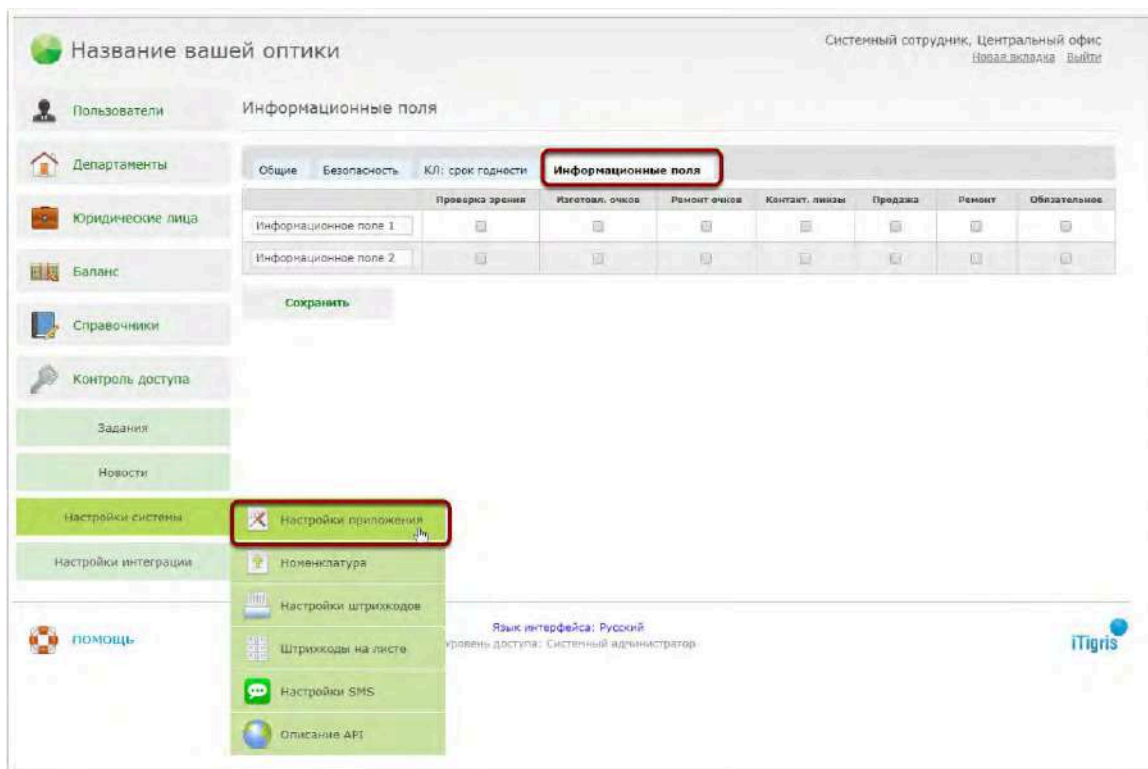 Название вашей оптики
Системный сотрудник, Центральный офис
Новая вкладка Выйти
Пользователи
Департаменты
Юридические лица
Баланс
Справочники
Контроль доступа
Задания
Новости
Настройки системы
Настройки интеграции
Информационные поля
Общие Безопасность КЛ: срок годности Информационные поля
Проверка зрения Изготовл. очков Ремонт очков Контакт. линзы Продажа Ремонт Обязательное
Информационное поле 1
Информационное поле 2
Сохранить
Настройки приложения
Номенклатура
Настройки штрихкодов
Штрихкоды на листе
Настройки SMS
Описание API
ПОМОЩЬ
Язык интерфейса: Русский
уровень доступа: Системный администратор
iTigris